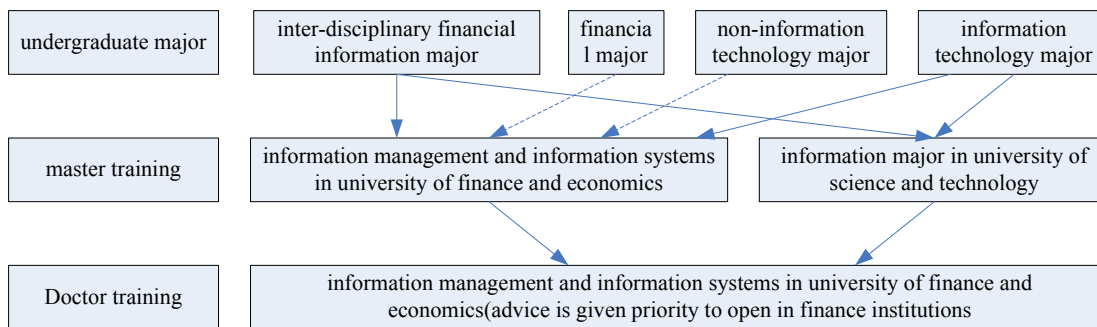 undergraduate major
inter-disciplinary financial
information major
financia
l major
non-information
technology major
information
technology major
master training
information management and information systems
in university of finance and economics
information major in university of
science and technology
Doctor training
information management and information systems in university of finance and
economics(advice is given priority to open in finance institutions